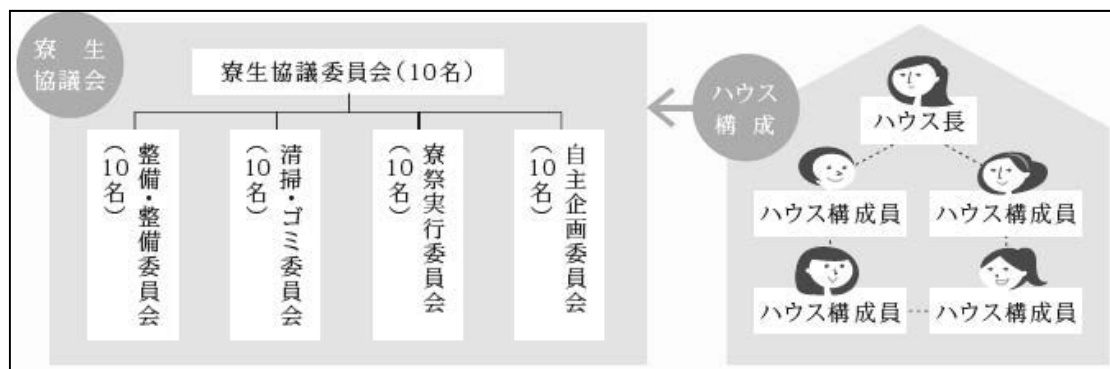 寮生
協議会
寮生協議委員会(10名)
整備・整備委員会
(10名)
清掃・ゴミ委員会
(10名)
寮祭実行委員会
(10名)
自主企画委員会
(10名)
ハウス
構成
ハウス長
ハウス構成員
ハウス構成員
ハウス構成員
ハウス構成員